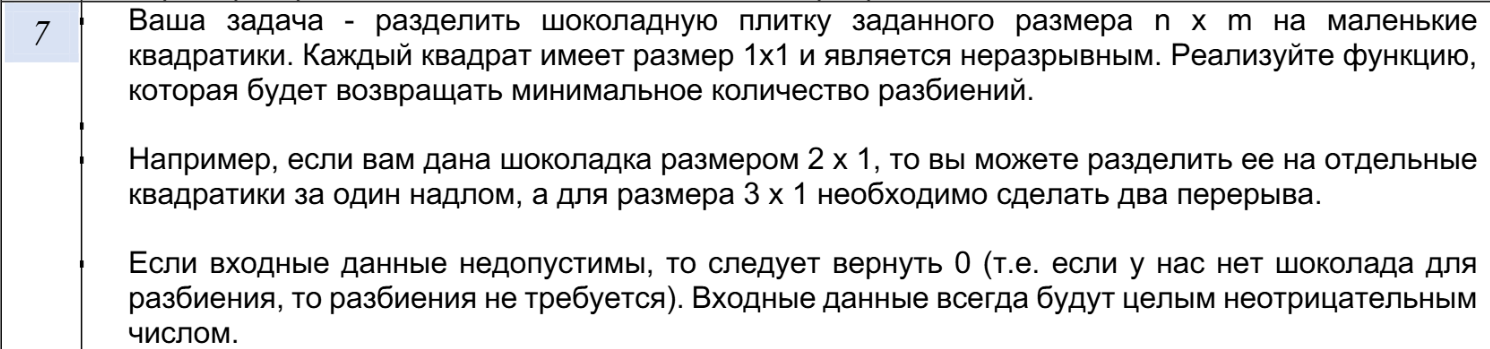 7
Ваша задача - разделить шоколадную плитку заданного размера n x m на маленькие
квадратики. Каждый квадрат имеет размер 1x1 и является неразрывным. Реализуйте функцию,
которая будет возвращать минимальное количество разбиений.
Например, если вам дана шоколадка размером 2 x 1, то вы можете разделить ее на отдельные
квадратики за один надлом, а для размера 3 x 1 необходимо сделать два перерыва.
Если входные данные недопустимы, то следует вернуть 0 (т.е. если у нас нет шоколада для
разбиения, то разбиения не требуется). Входные данные всегда будут целым неотрицательным
числом.